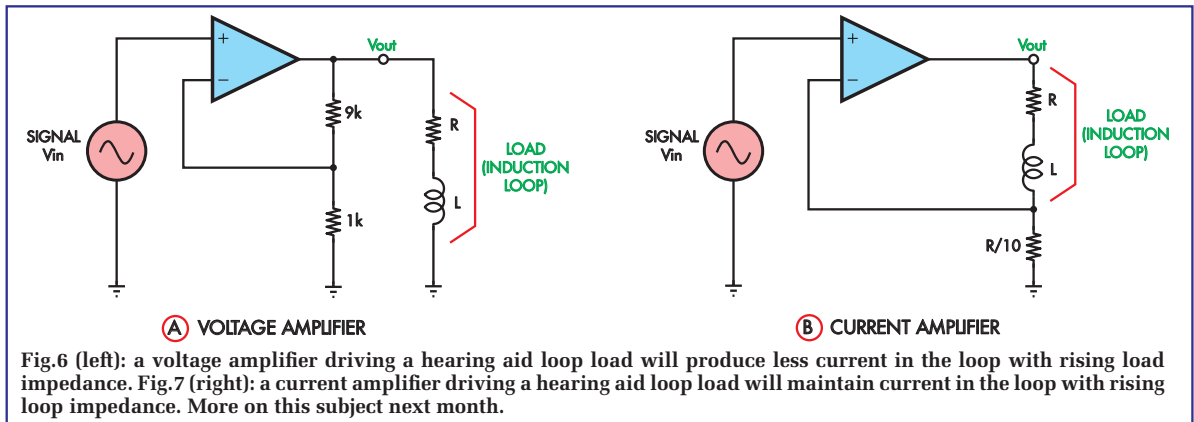 Vout
9k
R
SIGNAL
Vin
LOAD
(INDUCTION
LOOP)
L
1k
A VOLTAGE AMPLIFIER
Vout
R
SIGNAL
Vin
LOAD
(INDUCTION
LOOP)
L
R/10
B CURRENT AMPLIFIER
Fig.6 (left): a voltage amplifier driving a hearing aid loop load will produce less current in the loop with rising load
impedance. Fig.7 (right): a current amplifier driving a hearing aid loop load will maintain current in the loop with rising
loop impedance. More on this subject next month.